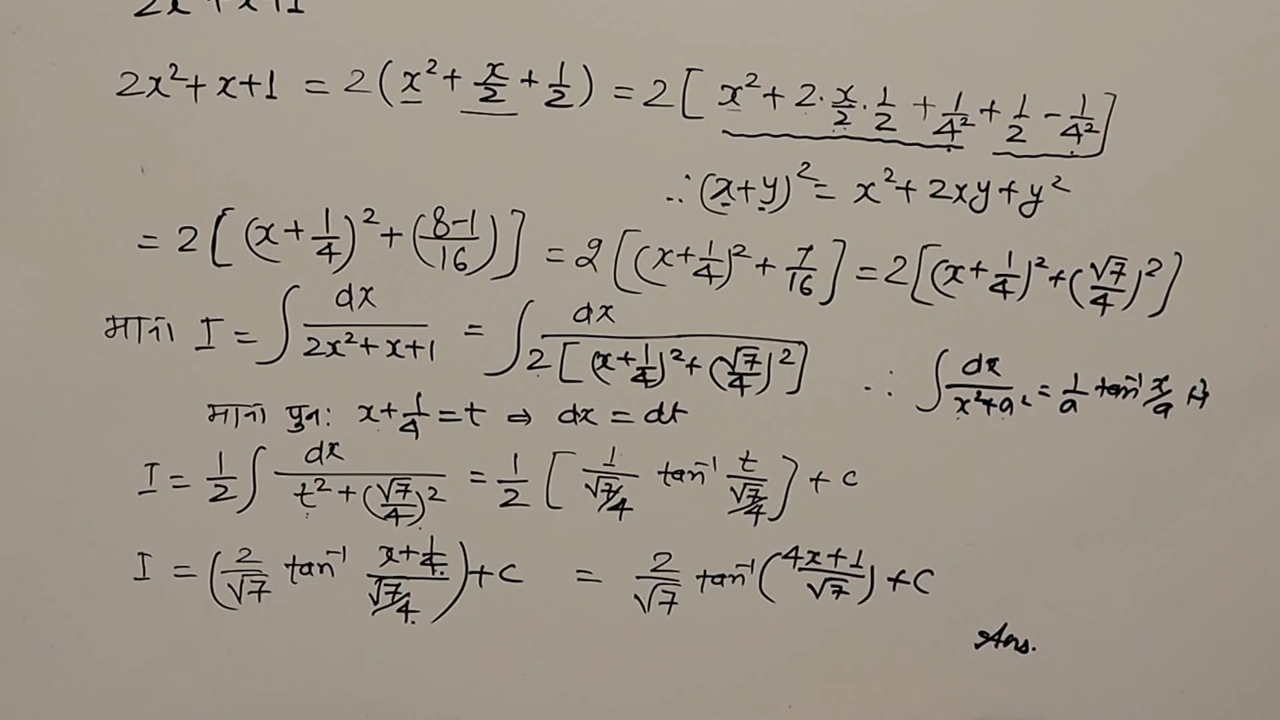 2x²+x+1
2x²+x+1 = 2(x²+x/2+1/2) = 2[x²+2·x/2·1/2+1/4²+1/2-1/4²]
∴(x+y)² = x²+2xy+y²
= 2[(x+1/4)²+(8-1/16)] = 2[(x+1/4)²+7/16] = 2[(x+1/4)²+(√7/4)²]
माना I = ∫dx/2x²+x+1 = ∫dx/2[(x+1/4)²+(√7/4)²] ∴ ∫dx/x²+a² = 1/a tan⁻¹ x/a से
माना पुन: x+1/4=t ⇒ dx = dt
I = 1/2∫dx/t²+(√7/4)² = 1/2[1/√7/4 tan⁻¹ t/√7/4]+c
I = (2/√7 tan⁻¹ x+1/4/√7/4)+c = 2/√7 tan⁻¹(4x+1/√7)+c
Ans.